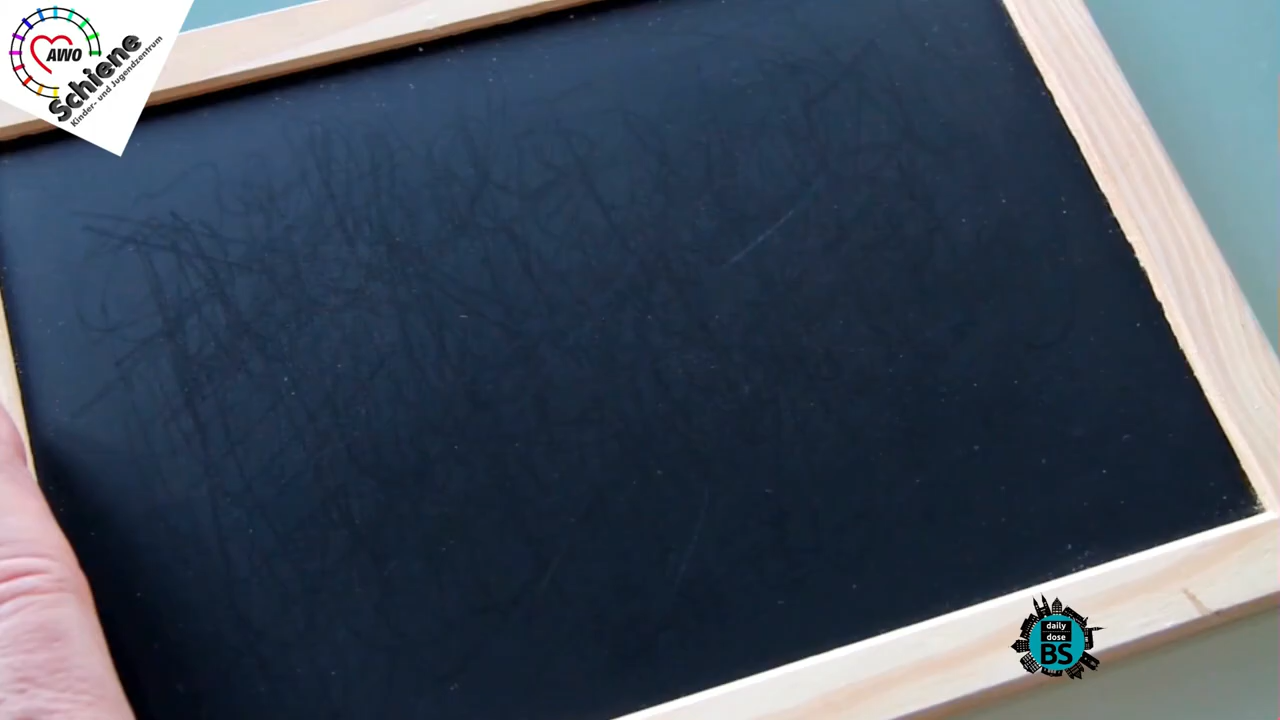 AWO
Schiene
Kinder- und Jugendzentrum
daily
dose
BS